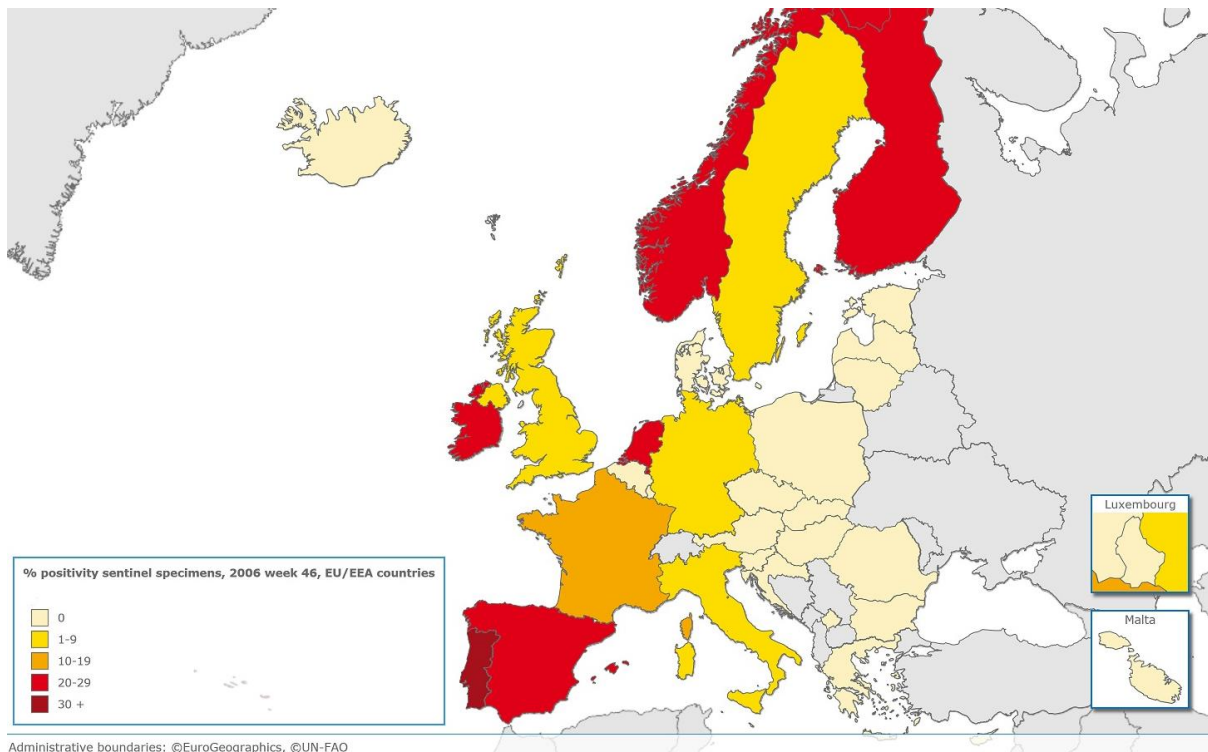 Luxembourg
Malta
% positivity sentinel specimens, 2006 week 46, EU/EEA countries
0
1-9
10-19
20-29
30 +
Administrative boundaries: ©EuroGeographics, ©UN-FAO